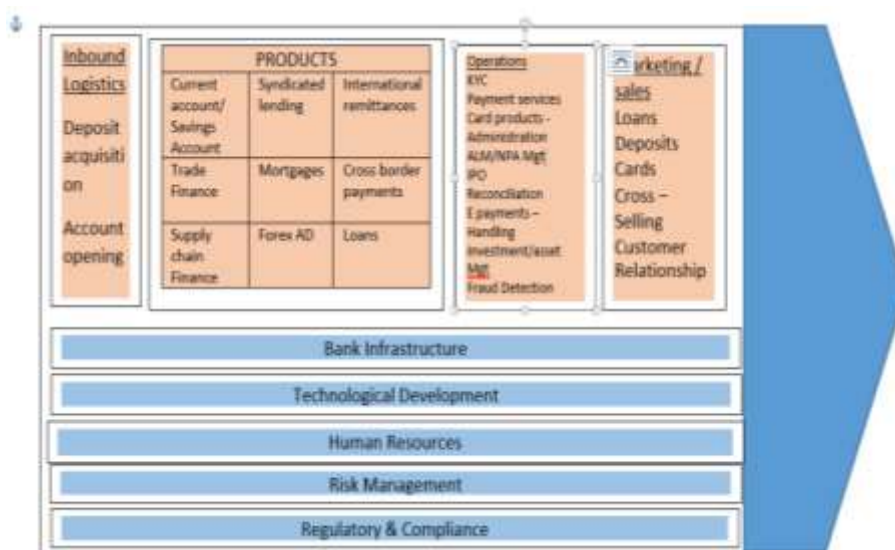 Inbound
Logistics
Deposit
acquisiti
on
Account
opening
PRODUCTS
Current
account/
Savings
Account
Syndicated
lending
International
remittances
Trade
Finance
Mortgages
Cross border
payments
Supply
chain
Finance
Forex AD
Loans
Operations
KYC
Payment services
Card products -
Administration
ALM/NPA Mgt
IPO
Reconciliation
E payments –
Handling
Investment/asset
Mgt
Fraud Detection
arketing /
sales
Loans
Deposits
Cards
Cross –
Selling
Customer
Relationship
Bank Infrastructure
Technological Development
Human Resources
Risk Management
Regulatory & Compliance